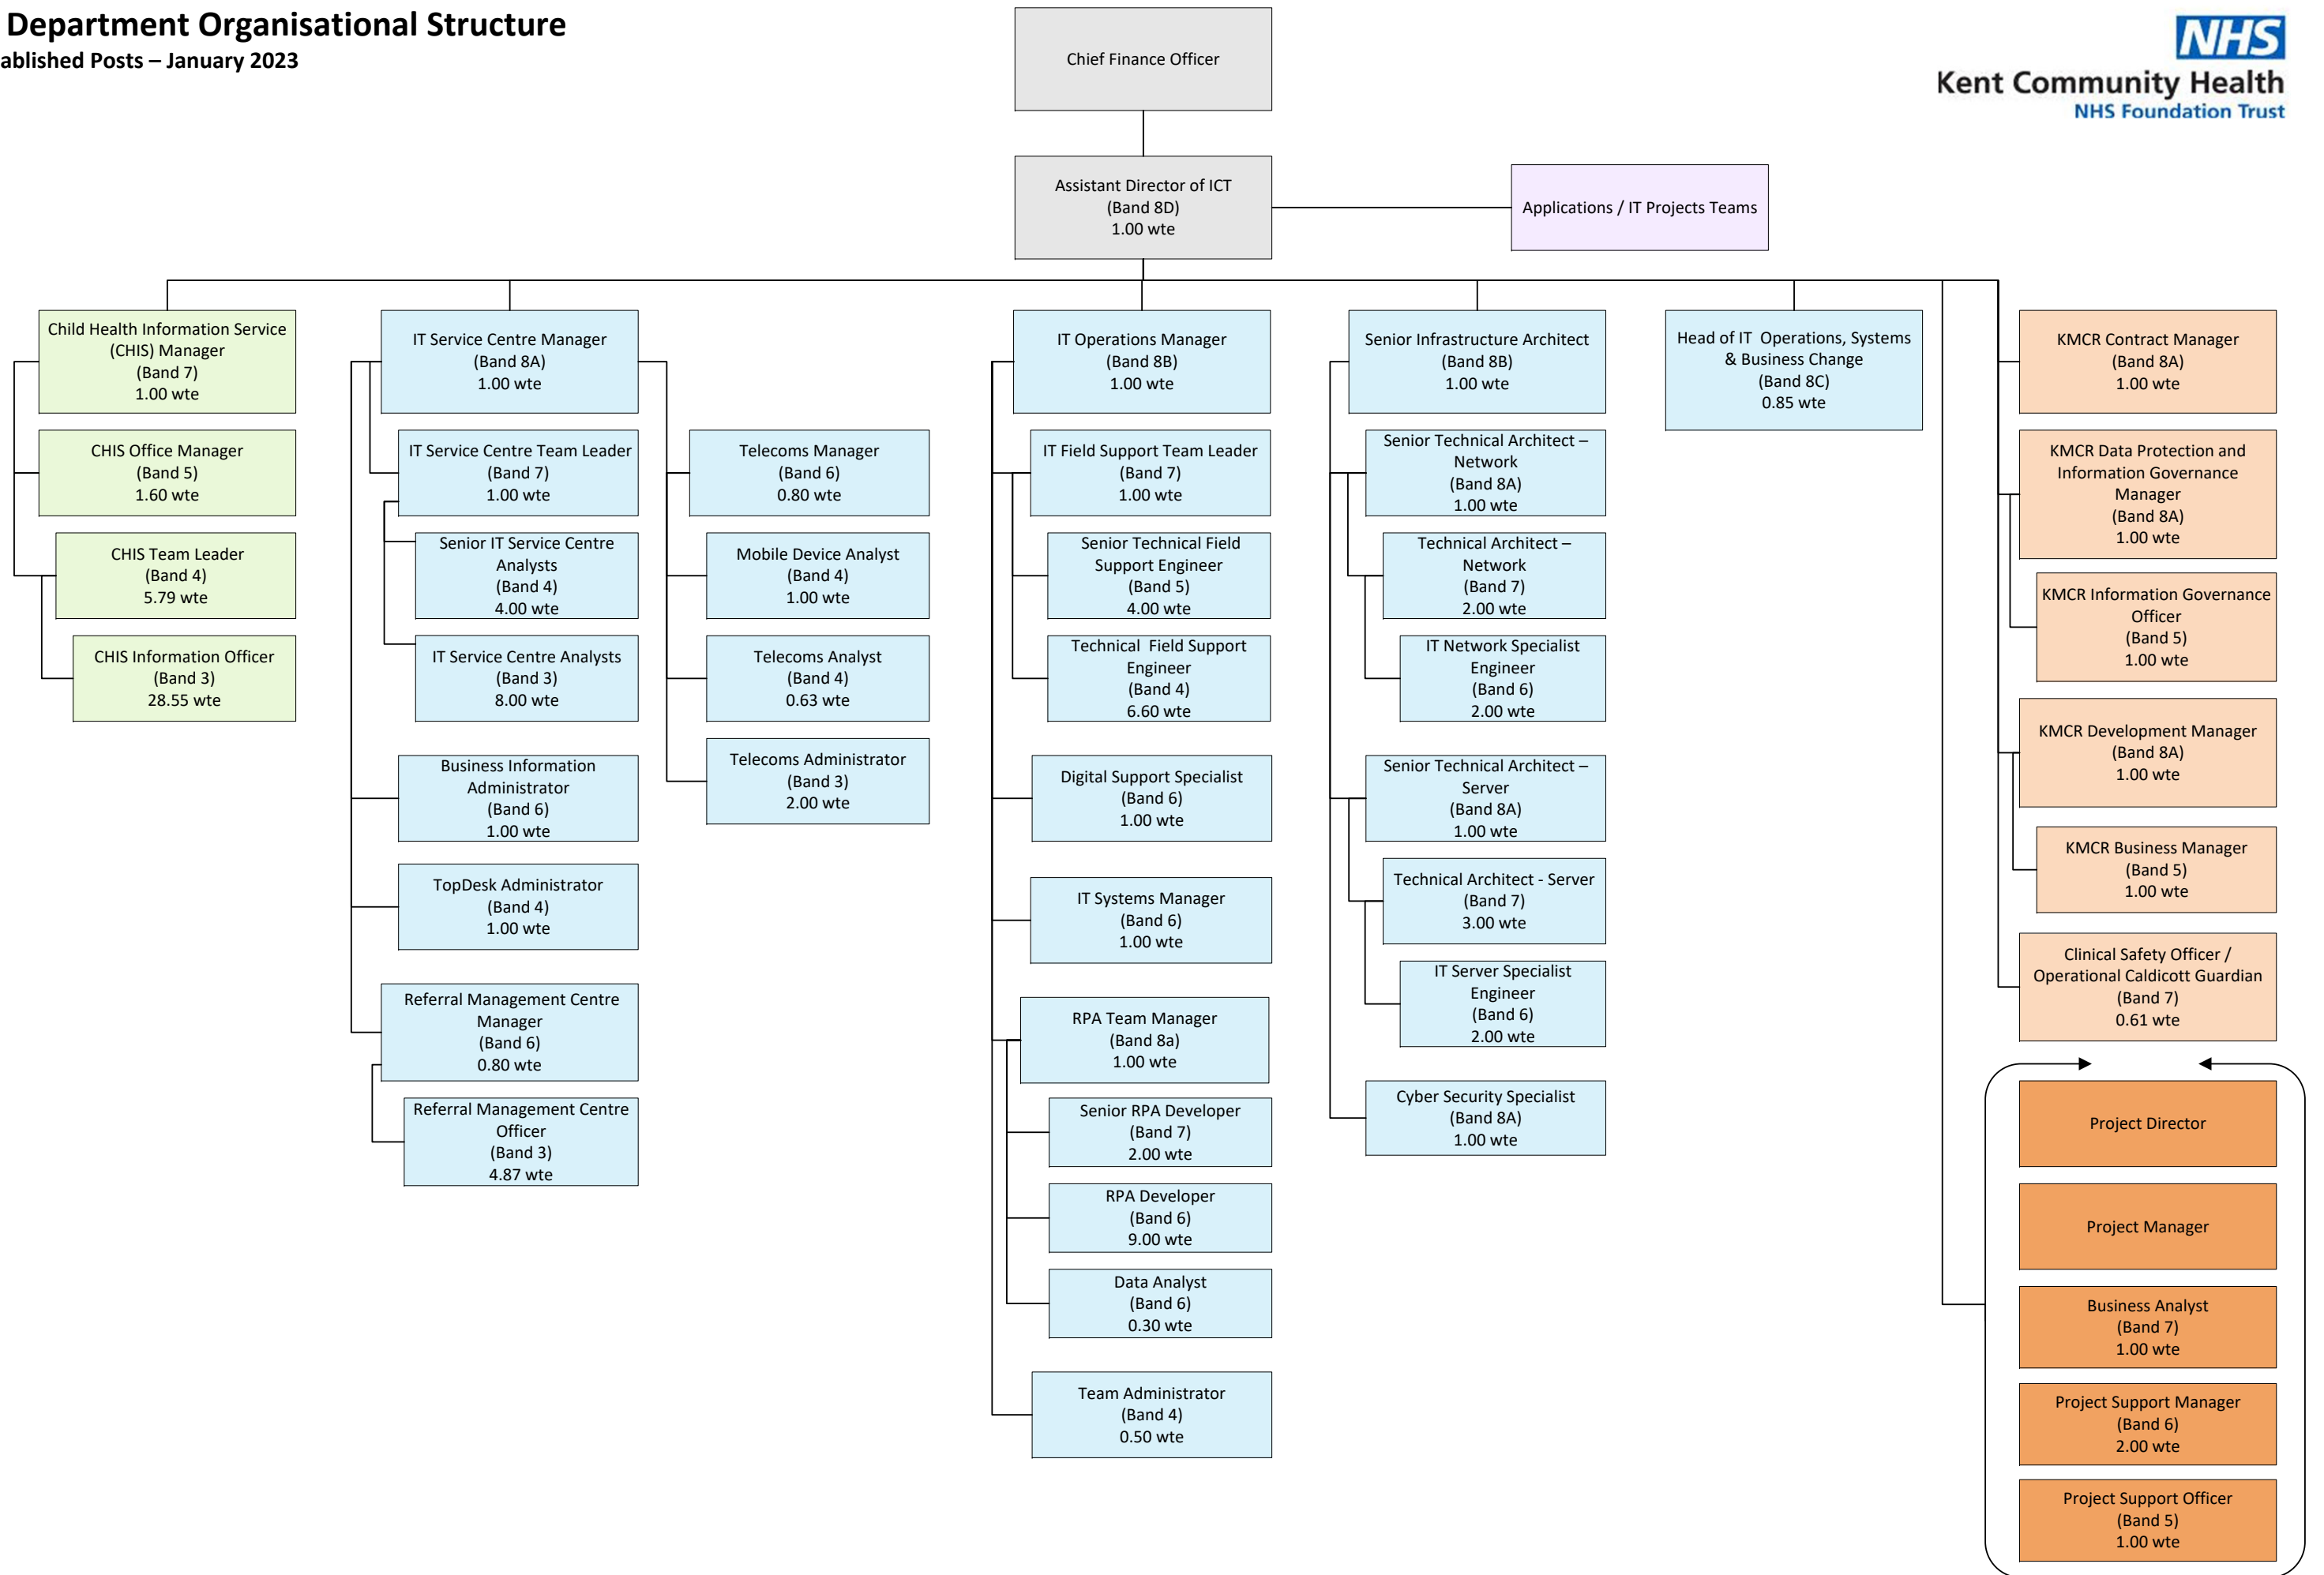 Department Organisational Structure
ablished Posts – January 2023
NHS
Kent Community Health
NHS Foundation Trust
Chief Finance Officer
Assistant Director of ICT
(Band 8D)
1.00 wte
Applications / IT Projects Teams
Child Health Information Service
(CHIS) Manager
(Band 7)
1.00 wte
CHIS Office Manager
(Band 5)
1.60 wte
CHIS Team Leader
(Band 4)
5.79 wte
CHIS Information Officer
(Band 3)
28.55 wte
IT Service Centre Manager
(Band 8A)
1.00 wte
IT Service Centre Team Leader
(Band 7)
1.00 wte
Senior IT Service Centre
Analysts
(Band 4)
4.00 wte
IT Service Centre Analysts
(Band 3)
8.00 wte
Business Information
Administrator
(Band 6)
1.00 wte
TopDesk Administrator
(Band 4)
1.00 wte
Referral Management Centre
Manager
(Band 6)
0.80 wte
Referral Management Centre
Officer
(Band 3)
4.87 wte
Telecoms Manager
(Band 6)
0.80 wte
Mobile Device Analyst
(Band 4)
1.00 wte
Telecoms Analyst
(Band 4)
0.63 wte
Telecoms Administrator
(Band 3)
2.00 wte
IT Operations Manager
(Band 8B)
1.00 wte
IT Field Support Team Leader
(Band 7)
1.00 wte
Senior Technical Field
Support Engineer
(Band 5)
4.00 wte
Technical Field Support
Engineer
(Band 4)
6.60 wte
Digital Support Specialist
(Band 6)
1.00 wte
IT Systems Manager
(Band 6)
1.00 wte
RPA Team Manager
(Band 8a)
1.00 wte
Senior RPA Developer
(Band 7)
2.00 wte
RPA Developer
(Band 6)
9.00 wte
Data Analyst
(Band 6)
0.30 wte
Team Administrator
(Band 4)
0.50 wte
Senior Infrastructure Architect
(Band 8B)
1.00 wte
Senior Technical Architect –
Network
(Band 8A)
1.00 wte
Technical Architect –
Network
(Band 7)
2.00 wte
IT Network Specialist
Engineer
(Band 6)
2.00 wte
Senior Technical Architect –
Server
(Band 8A)
1.00 wte
Technical Architect - Server
(Band 7)
3.00 wte
IT Server Specialist
Engineer
(Band 6)
2.00 wte
Cyber Security Specialist
(Band 8A)
1.00 wte
Head of IT Operations, Systems
& Business Change
(Band 8C)
0.85 wte
KMCR Contract Manager
(Band 8A)
1.00 wte
KMCR Data Protection and
Information Governance
Manager
(Band 8A)
1.00 wte
KMCR Information Governance
Officer
(Band 5)
1.00 wte
KMCR Development Manager
(Band 8A)
1.00 wte
KMCR Business Manager
(Band 5)
1.00 wte
Clinical Safety Officer /
Operational Caldicott Guardian
(Band 7)
0.61 wte
Project Director
Project Manager
Business Analyst
(Band 7)
1.00 wte
Project Support Manager
(Band 6)
2.00 wte
Project Support Officer
(Band 5)
1.00 wte